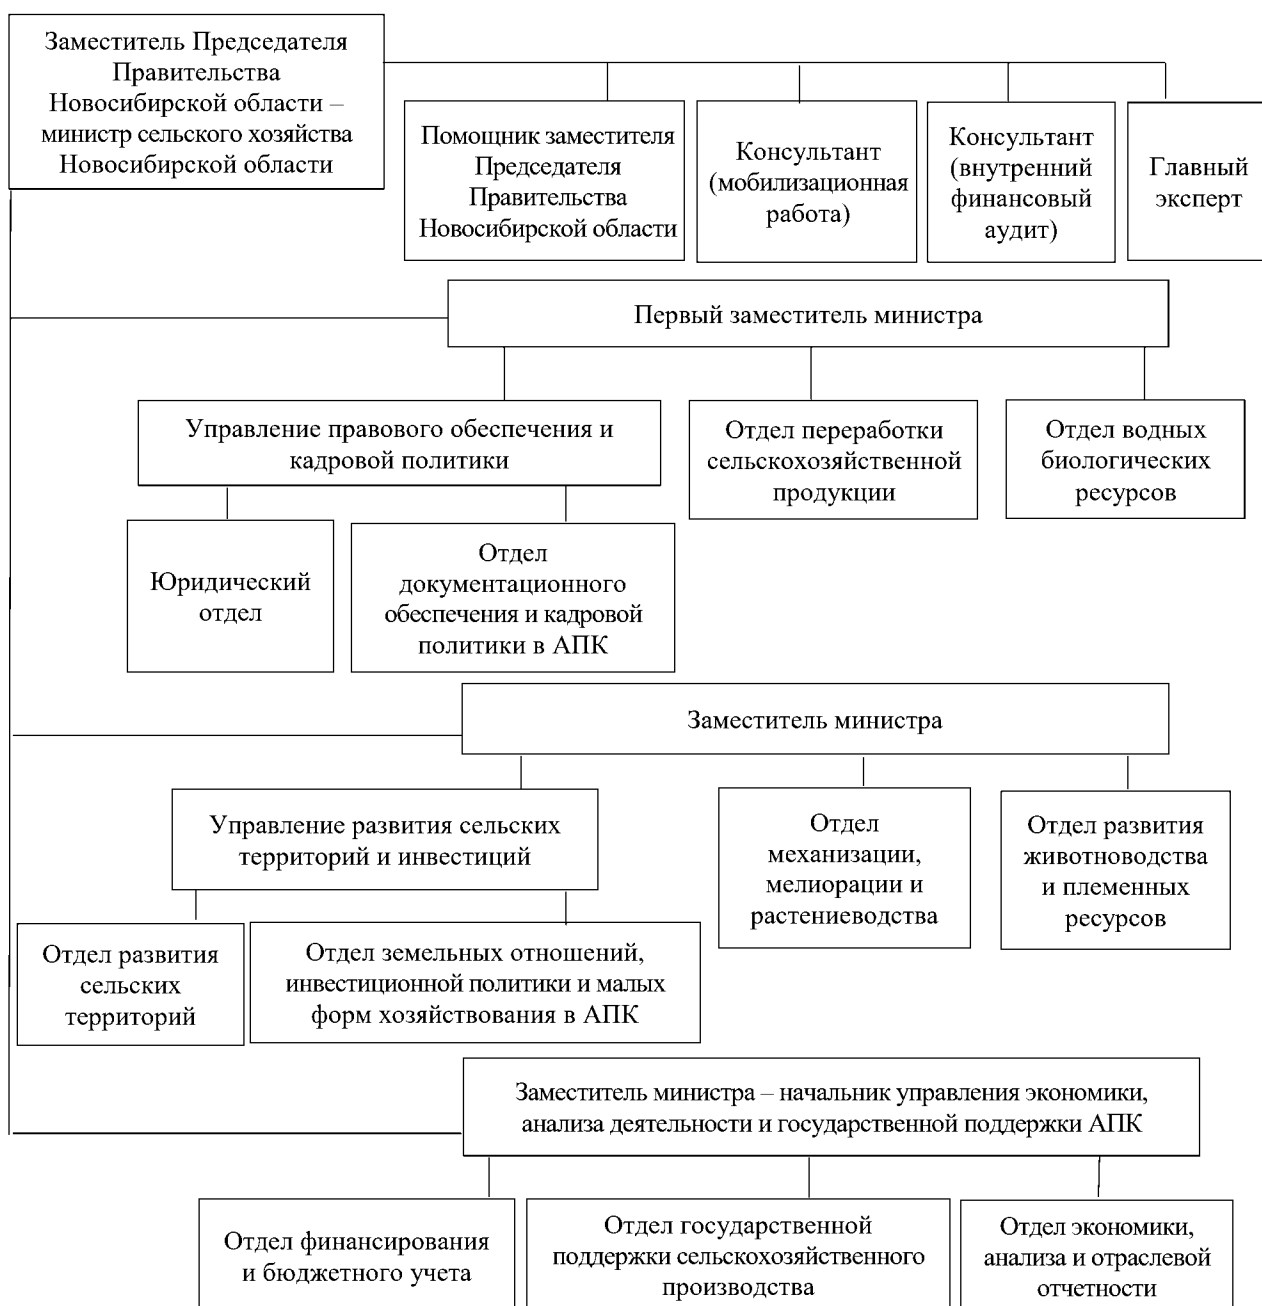 Заместитель Председателя
Правительства
Новосибирской области –
министр сельского хозяйства
Новосибирской области
Помощник заместителя
Председателя
Правительства
Новосибирской области
Консультант
(мобилизационная
работа)
Консультант
(внутренний
финансовый
аудит)
Главный
эксперт
Первый заместитель министра
Управление правового обеспечения и
кадровой политики
Отдел переработки
сельскохозяйственной
продукции
Отдел водных
биологических
ресурсов
Юридический
отдел
Отдел
документационного
обеспечения и кадровой
политики в АПК
Заместитель министра
Управление развития сельских
территорий и инвестиций
Отдел
механизации,
мелиорации и
растениеводства
Отдел развития
животноводства
и племенных
ресурсов
Отдел развития
сельских
территорий
Отдел земельных отношений,
инвестиционной политики и малых
форм хозяйствования в АПК
Заместитель министра – начальник управления экономики,
анализа деятельности и государственной поддержки АПК
Отдел финансирования
и бюджетного учета
Отдел государственной
поддержки сельскохозяйственного
производства
Отдел экономики,
анализа и отраслевой
отчетности